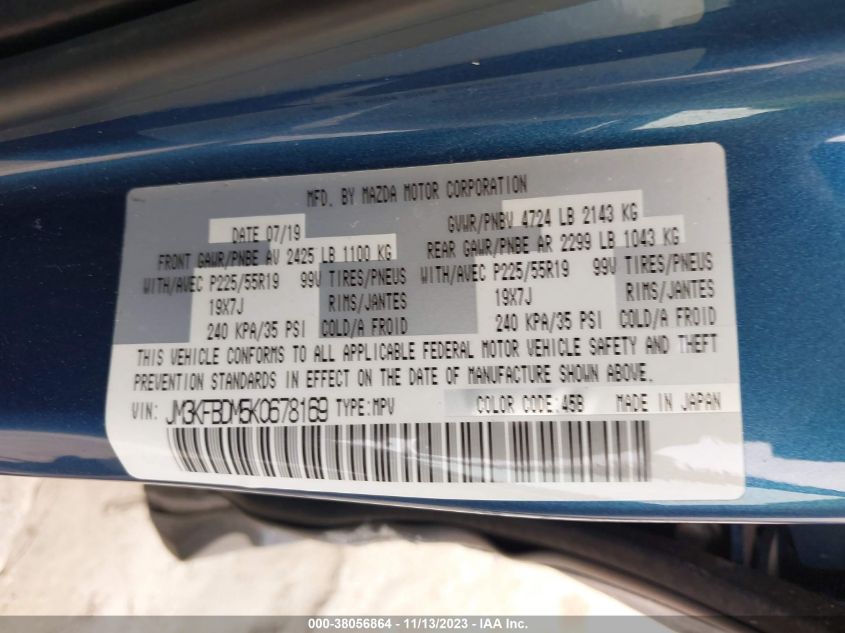 MFD. BY MAZDA MOTOR CORPORATION
DATE 07/19 GVWR/PNBV 4724 LB 2143 KG
FRONT GAWR/PNBE AV 2425 LB 1100 KG REAR GAWR/PNBE AR 2299 LB 1043 KG
WITH/AVEC P225/55R19 99V TIRES/PNEUS WITH/AVEC P225/55R19 99V TIRES/PNEUS
19X7J RIMS/JANTES 19X7J RIMS/JANTES
240 KPA/35 PSI COLD/A FROID 240 KPA/35 PSI COLD/A FROID
THIS VEHICLE CONFORMS TO ALL APPLICABLE FEDERAL MOTOR VEHICLE SAFETY AND THEFT
PREVENTION STANDARDS IN EFFECT ON THE DATE OF MANUFACTURE SHOWN ABOVE.
VIN: JM3KFBDM5K0678169 TYPE:MPV COLOR CODE:45B MADE IN JAPAN
000-38056864 - 11/13/2023 - IAA Inc.